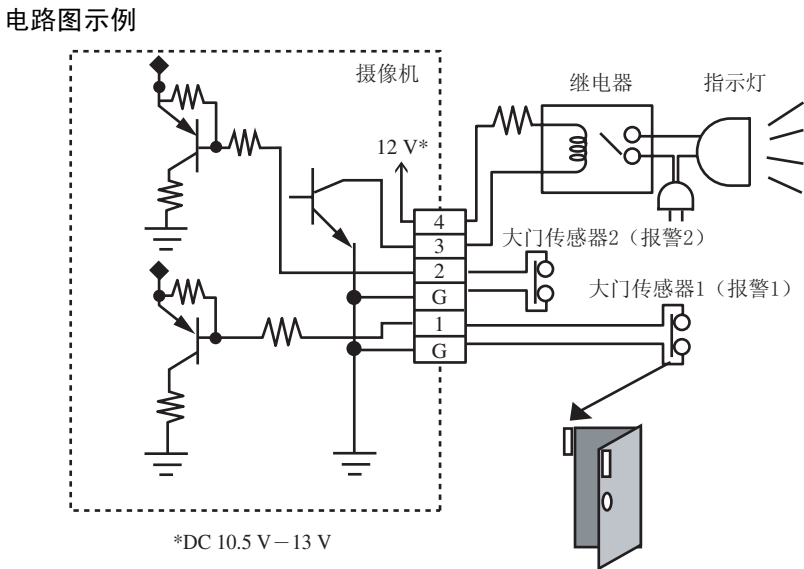 电路图示例
摄像机
继电器
指示灯
12 V*
4
3
2
G
1
G
大门传感器2（报警2）
大门传感器1（报警1）
*DC 10.5 V－13 V